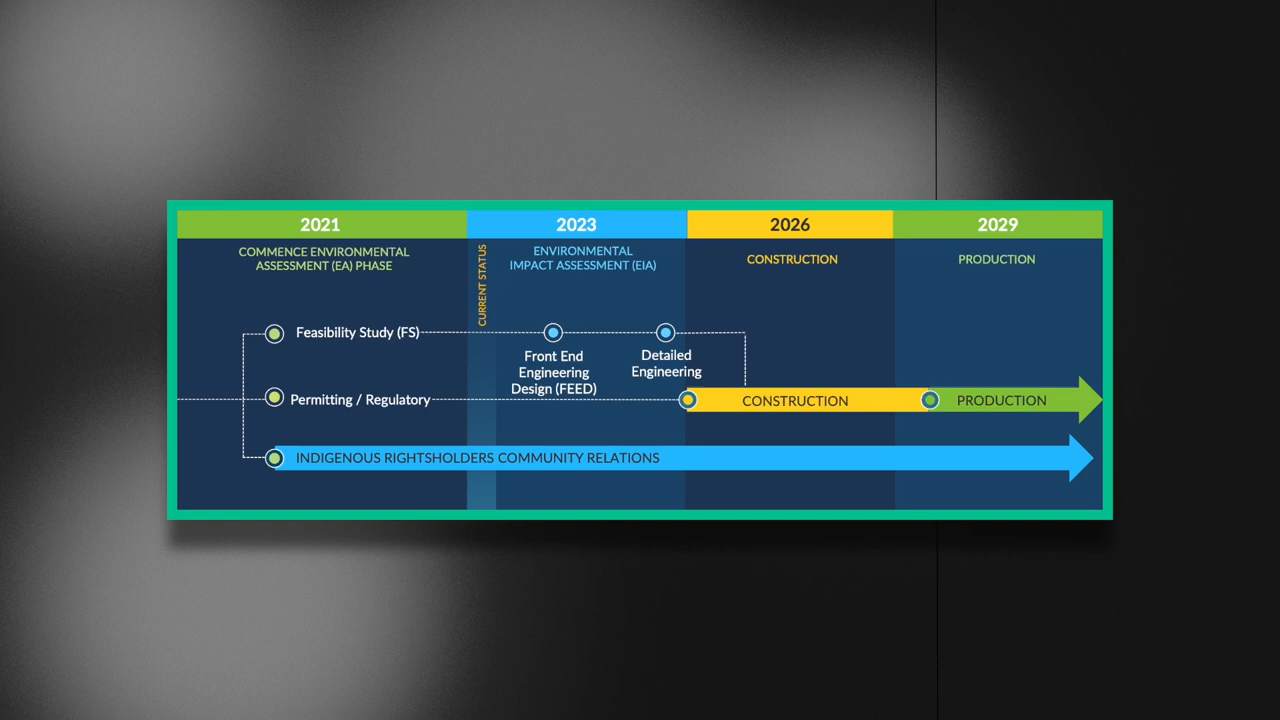 2021
2023
2026
2029
COMMENCE ENVIRONMENTAL
ASSESSMENT (EA) PHASE
CURRENT STATUS
ENVIRONMENTAL
IMPACT ASSESSMENT (EIA)
CONSTRUCTION
PRODUCTION
Feasibility Study (FS)
Front End
Engineering
Design (FEED)
Detailed
Engineering
Permitting / Regulatory
CONSTRUCTION
PRODUCTION
INDIGENOUS RIGHTSHOLDERS COMMUNITY RELATIONS